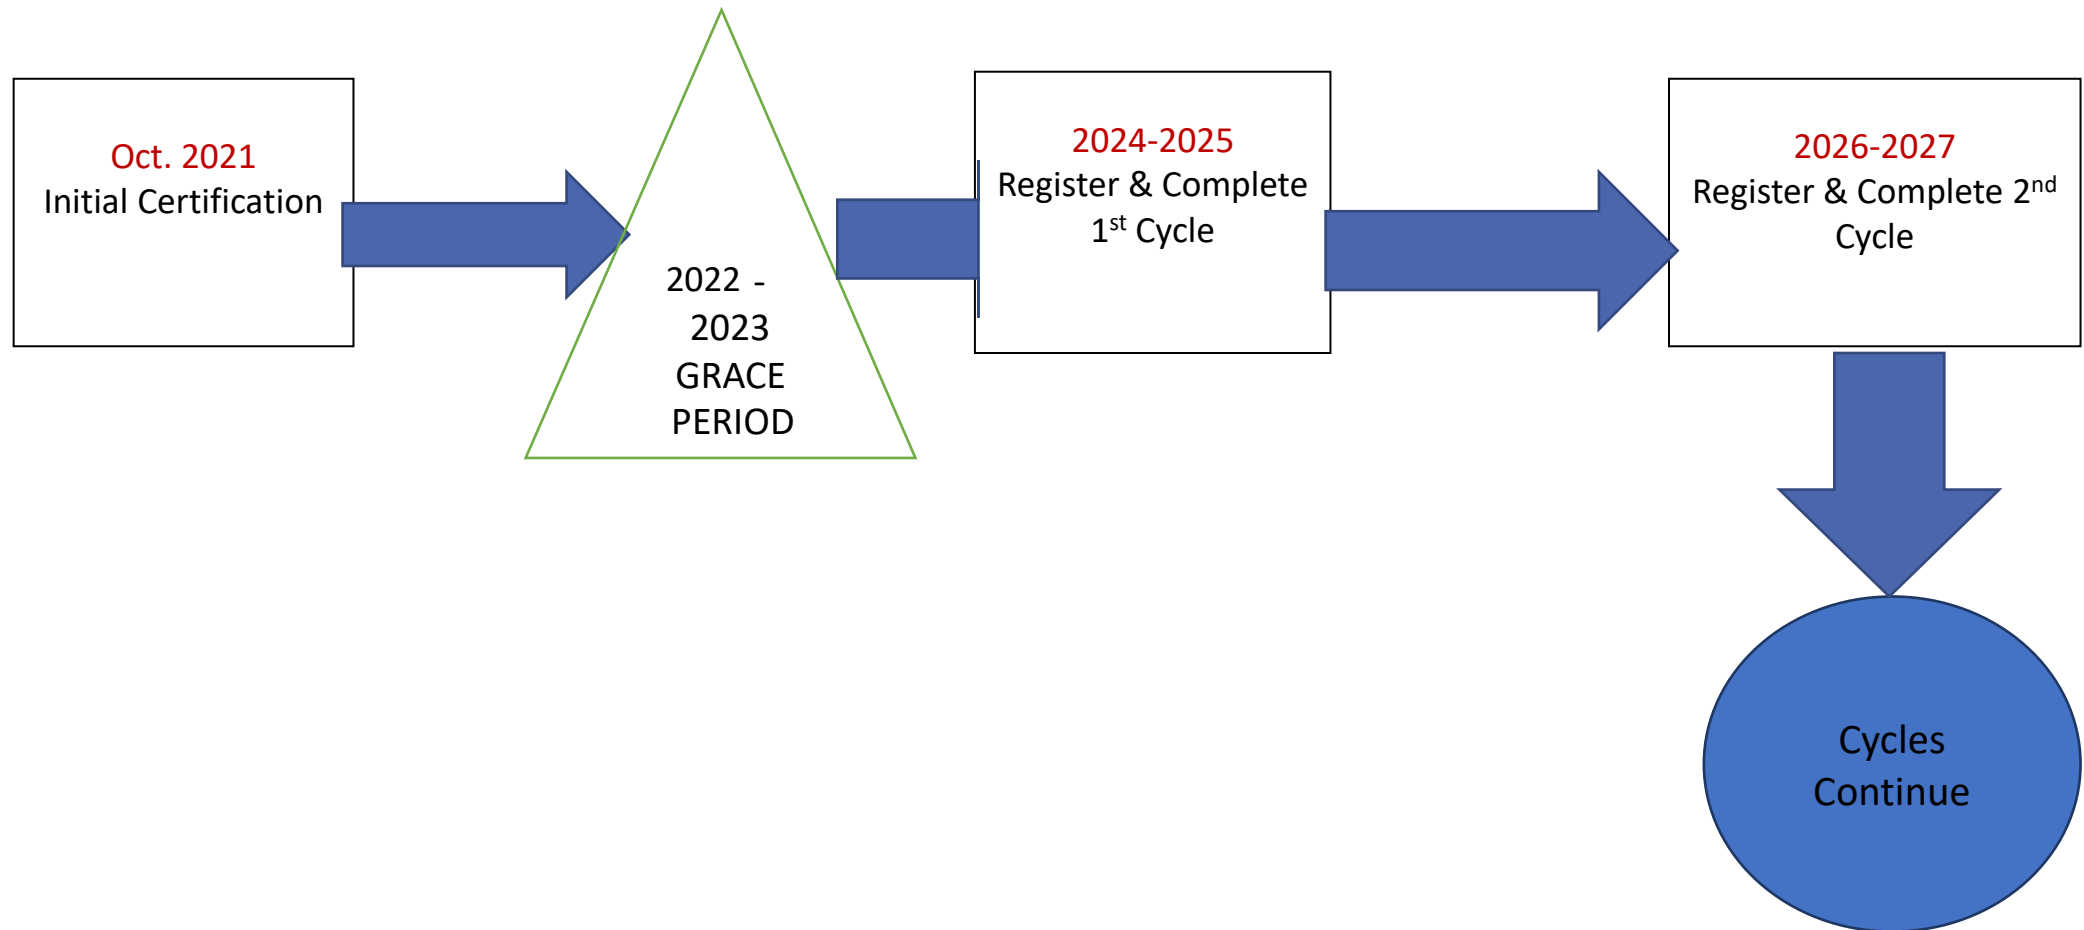 Oct. 2021
Initial Certification
2022 -
2023
GRACE
PERIOD
2024-2025
Register & Complete
1st Cycle
2026-2027
Register & Complete 2nd
Cycle
Cycles
Continue